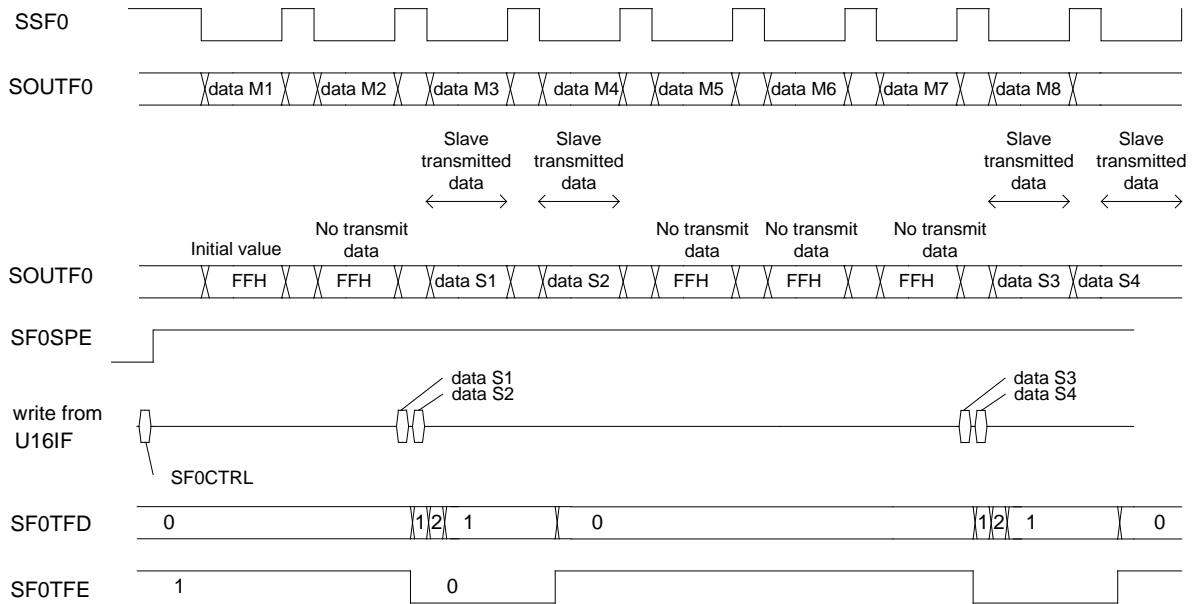 SSF0
SOUTF0
data M1
data M2
data M3
data M4
data M5
data M6
data M7
data M8
Slave
transmitted
data
Slave
transmitted
data
Slave
transmitted
data
Slave
transmitted
data
Initial value
No transmit
data
No transmit
data
No transmit
data
No transmit
data
SOUTF0
FFH
FFH
data S1
data S2
FFH
FFH
FFH
data S3
data S4
SF0SPE
data S1
data S2
data S3
data S4
write from
U16IF
SF0CTRL
SF0TFD
0
1
2
1
0
1
2
1
0
SF0TFE
1
0